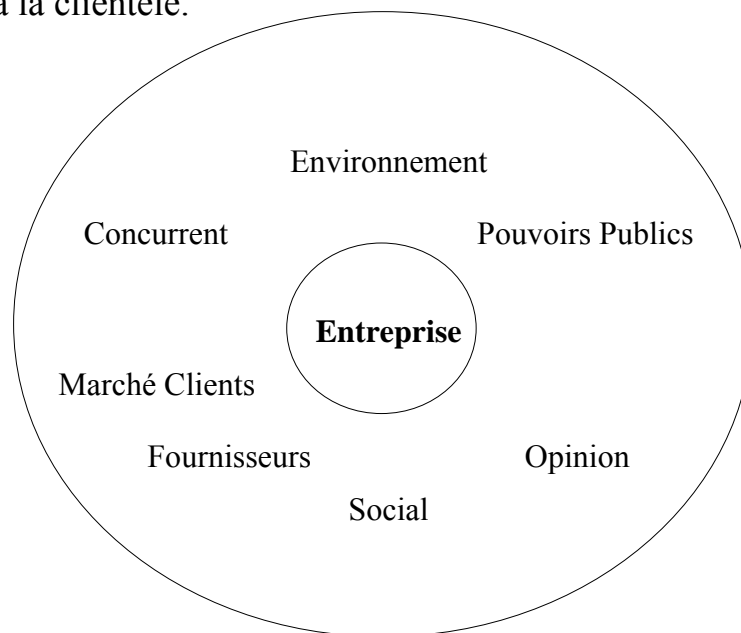 à la clientèle.
Environnement
Concurrent Pouvoirs Publics
Entreprise
Marché Clients
Fournisseurs Opinion
Social